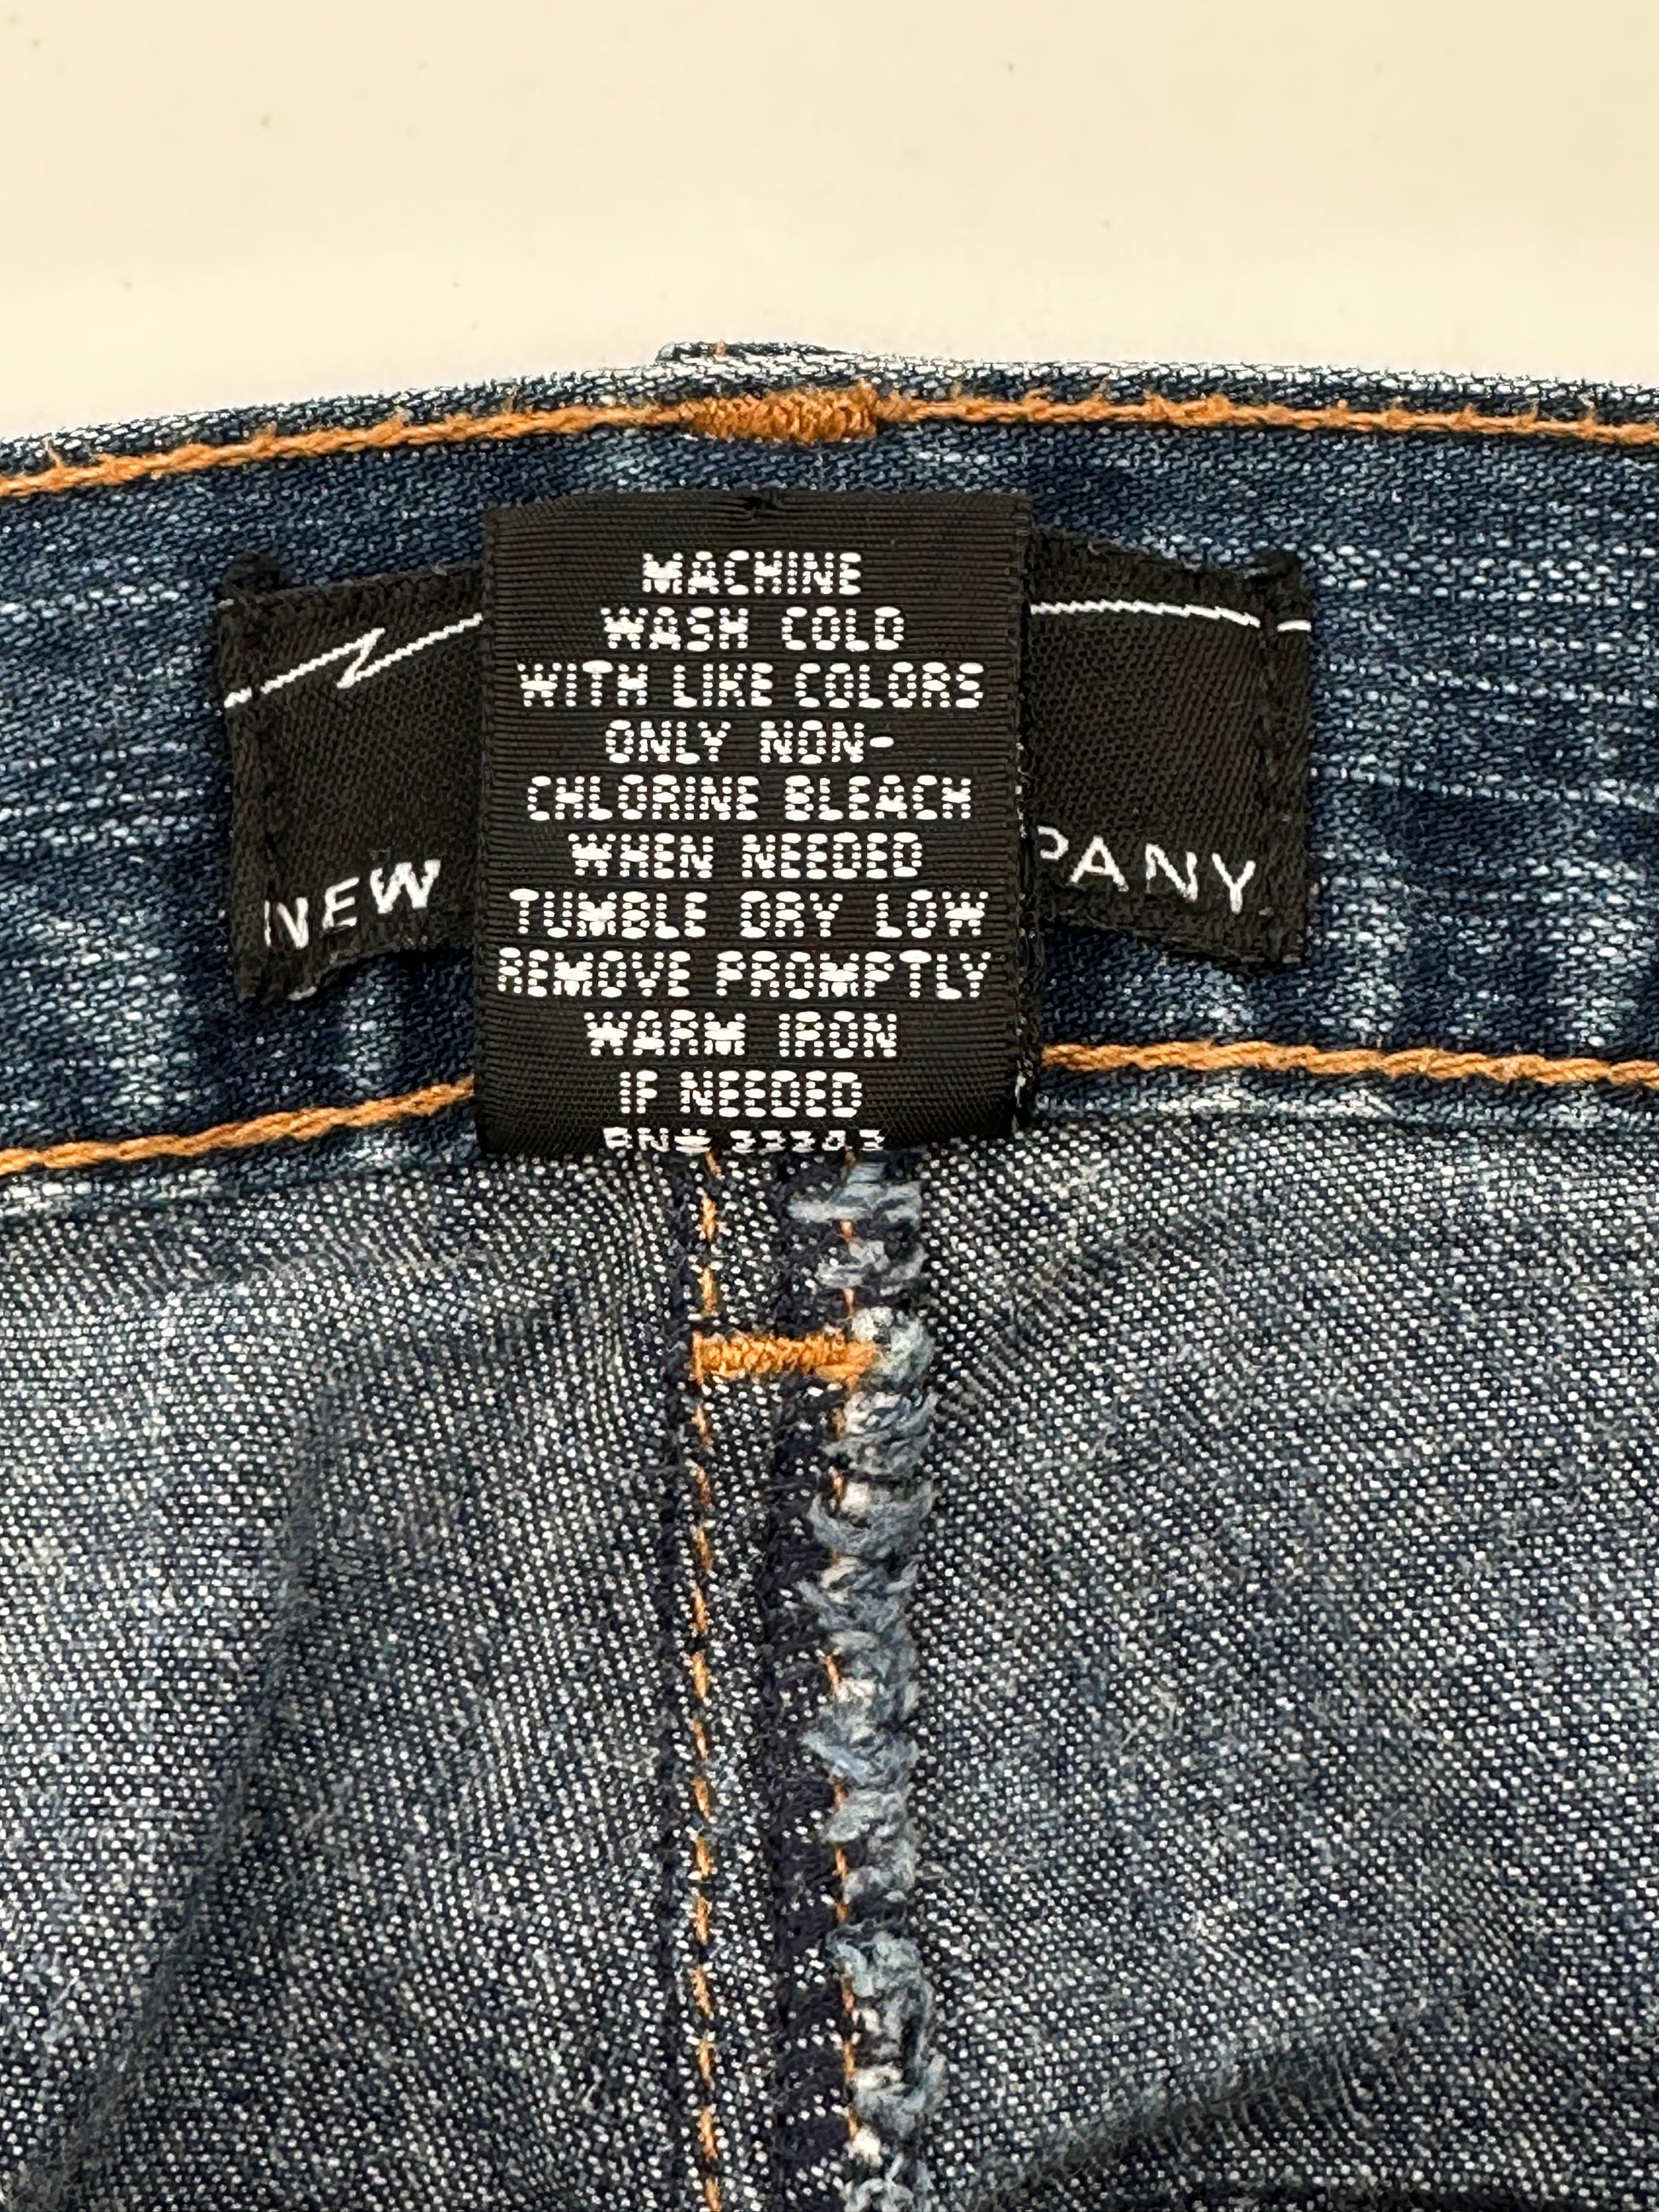 MACHINE
WASH COLD
WITH LIKE COLORS
ONLY NON-
CHLORINE BLEACH
WHEN NEEDED
TUMBLE DRY LOW
REMOVE PROMPTLY
WARM IRON
IF NEEDED
RN#
NEW PANY